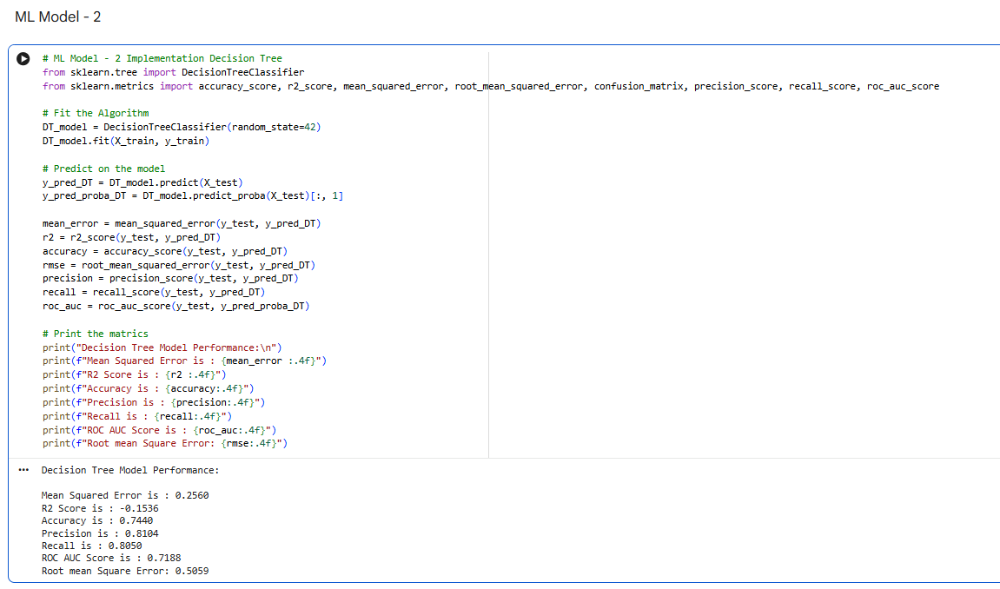 ML Model - 2
# ML Model - 2 Implementation Decision Tree
from sklearn.tree import DecisionTreeClassifier
from sklearn.metrics import accuracy_score, r2_score, mean_squared_error, root_mean_squared_error, confusion_matrix, precision_score, recall_score, roc_auc_score
# Fit the Algorithm
DT_model = DecisionTreeClassifier(random_state=42)
DT_model.fit(X_train, y_train)
# Predict on the model
y_pred_DT = DT_model.predict(X_test)
y_pred_proba_DT = DT_model.predict_proba(X_test)[:, 1]
mean_error = mean_squared_error(y_test, y_pred_DT)
r2 = r2_score(y_test, y_pred_DT)
accuracy = accuracy_score(y_test, y_pred_DT)
rmse = root_mean_squared_error(y_test, y_pred_DT)
precision = precision_score(y_test, y_pred_DT)
recall = recall_score(y_test, y_pred_DT)
roc_auc = roc_auc_score(y_test, y_pred_proba_DT)
# Print the matrics
print("Decision Tree Model Performance:\n")
print(f"Mean Squared Error is : {mean_error :.4f}")
print(f"R2 Score is : {r2 :.4f}")
print(f"Accuracy is : {accuracy:.4f}")
print(f"Precision is : {precision:.4f}")
print(f"Recall is : {recall:.4f}")
print(f"ROC AUC Score is : {roc_auc:.4f}")
print(f"Root mean Square Error: {rmse:.4f}")
Decision Tree Model Performance:
Mean Squared Error is : 0.2560
R2 Score is : -0.1536
Accuracy is : 0.7440
Precision is : 0.8104
Recall is : 0.8050
ROC AUC Score is : 0.7188
Root mean Square Error: 0.5059